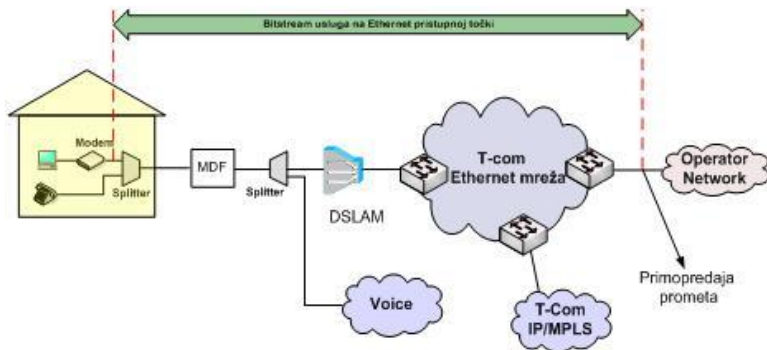 Bitstream usluga na Ethernet pristupnoj točki
Modem
Splitter
MDF
Splitter
DSLAM
T-com
Ethernet mreža
Operator
Network
Voice
T-Com
IP/MPLS
Primopredaja
prometa